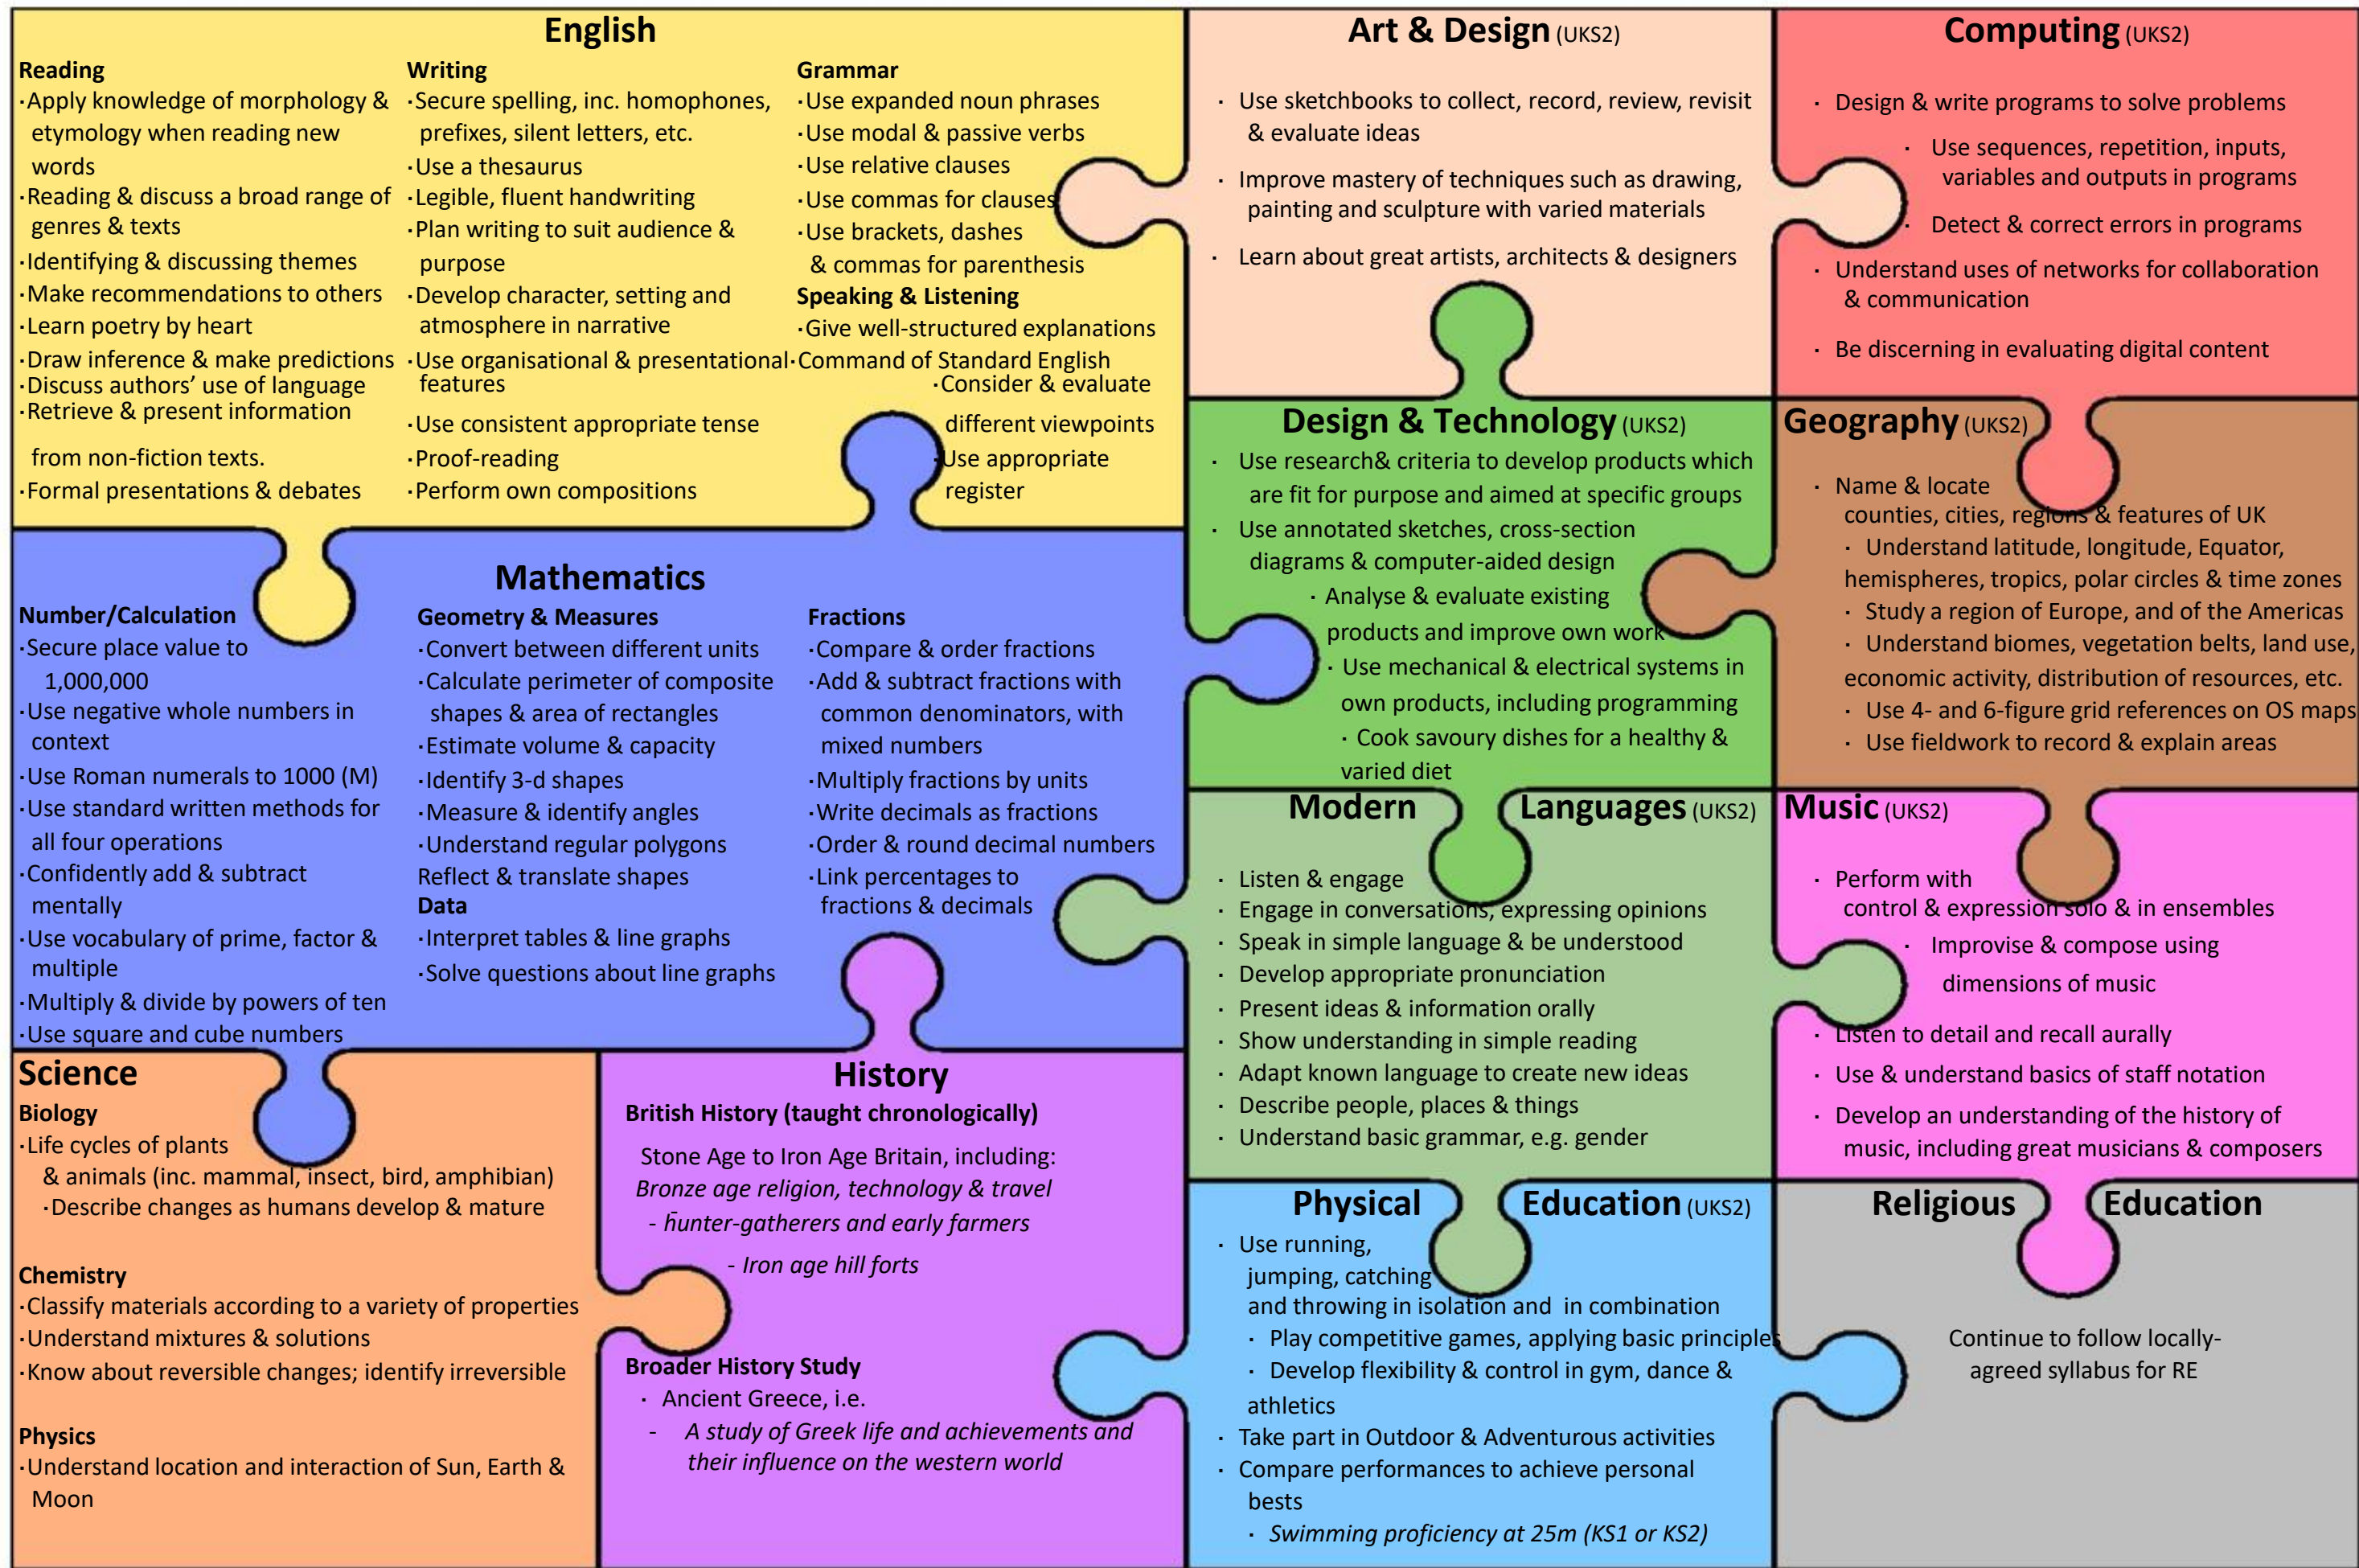 English
Reading
·Apply knowledge of morphology &
etymology when reading new
words
·Reading & discuss a broad range of
genres & texts
·Identifying & discussing themes
·Make recommendations to others
·Learn poetry by heart
·Draw inference & make predictions
·Discuss authors’ use of language
·Retrieve & present information
from non-fiction texts.
·Formal presentations & debates
Writing
·Secure spelling, inc. homophones,
prefixes, silent letters, etc.
·Use a thesaurus
·Legible, fluent handwriting
·Plan writing to suit audience &
purpose
·Develop character, setting and
atmosphere in narrative
·Use organisational & presentational
features
·Use consistent appropriate tense
·Proof-reading
·Perform own compositions
Grammar
·Use expanded noun phrases
·Use modal & passive verbs
·Use relative clauses
·Use commas for clauses
·Use brackets, dashes
& commas for parenthesis
Speaking & Listening
·Give well-structured explanations
·Command of Standard English
·Consider & evaluate
different viewpoints
·Use appropriate
register
Art & Design (UKS2)
· Use sketchbooks to collect, record, review, revisit
& evaluate ideas
· Improve mastery of techniques such as drawing,
painting and sculpture with varied materials
· Learn about great artists, architects & designers
Computing (UKS2)
· Design & write programs to solve problems
· Use sequences, repetition, inputs,
variables and outputs in programs
· Detect & correct errors in programs
· Understand uses of networks for collaboration
& communication
· Be discerning in evaluating digital content
Design & Technology (UKS2)
· Use research& criteria to develop products which
are fit for purpose and aimed at specific groups
· Use annotated sketches, cross-section
diagrams & computer-aided design
· Analyse & evaluate existing
products and improve own work
· Use mechanical & electrical systems in
own products, including programming
· Cook savoury dishes for a healthy &
varied diet
Geography (UKS2)
· Name & locate
counties, cities, regions & features of UK
· Understand latitude, longitude, Equator,
hemispheres, tropics, polar circles & time zones
· Study a region of Europe, and of the Americas
· Understand biomes, vegetation belts, land use,
economic activity, distribution of resources, etc.
· Use 4- and 6-figure grid references on OS maps
· Use fieldwork to record & explain areas
Mathematics
Number/Calculation
·Secure place value to
1,000,000
·Use negative whole numbers in
context
·Use Roman numerals to 1000 (M)
·Use standard written methods for
all four operations
·Confidently add & subtract
mentally
·Use vocabulary of prime, factor &
multiple
·Multiply & divide by powers of ten
·Use square and cube numbers
Geometry & Measures
·Convert between different units
·Calculate perimeter of composite
shapes & area of rectangles
·Estimate volume & capacity
·Identify 3-d shapes
·Measure & identify angles
·Understand regular polygons
Reflect & translate shapes
Data
·Interpret tables & line graphs
·Solve questions about line graphs
Fractions
·Compare & order fractions
·Add & subtract fractions with
common denominators, with
mixed numbers
·Multiply fractions by units
·Write decimals as fractions
·Order & round decimal numbers
·Link percentages to
fractions & decimals
Modern Languages (UKS2)
· Listen & engage
· Engage in conversations, expressing opinions
· Speak in simple language & be understood
· Develop appropriate pronunciation
· Present ideas & information orally
· Show understanding in simple reading
· Adapt known language to create new ideas
· Describe people, places & things
· Understand basic grammar, e.g. gender
Music (UKS2)
· Perform with
control & expression solo & in ensembles
· Improvise & compose using
dimensions of music
· Listen to detail and recall aurally
· Use & understand basics of staff notation
· Develop an understanding of the history of
music, including great musicians & composers
Science
Biology
·Life cycles of plants
& animals (inc. mammal, insect, bird, amphibian)
·Describe changes as humans develop & mature
Chemistry
·Classify materials according to a variety of properties
·Understand mixtures & solutions
·Know about reversible changes; identify irreversible
Physics
·Understand location and interaction of Sun, Earth &
Moon
History
British History (taught chronologically)
Stone Age to Iron Age Britain, including:
Bronze age religion, technology & travel
- hunter-gatherers and early farmers
- Iron age hill forts
Broader History Study
· Ancient Greece, i.e.
- A study of Greek life and achievements and
their influence on the western world
Physical Education (UKS2)
· Use running,
jumping, catching
and throwing in isolation and in combination
· Play competitive games, applying basic principles
· Develop flexibility & control in gym, dance &
athletics
· Take part in Outdoor & Adventurous activities
· Compare performances to achieve personal
bests
· Swimming proficiency at 25m (KS1 or KS2)
Religious Education
Continue to follow locally-
agreed syllabus for RE